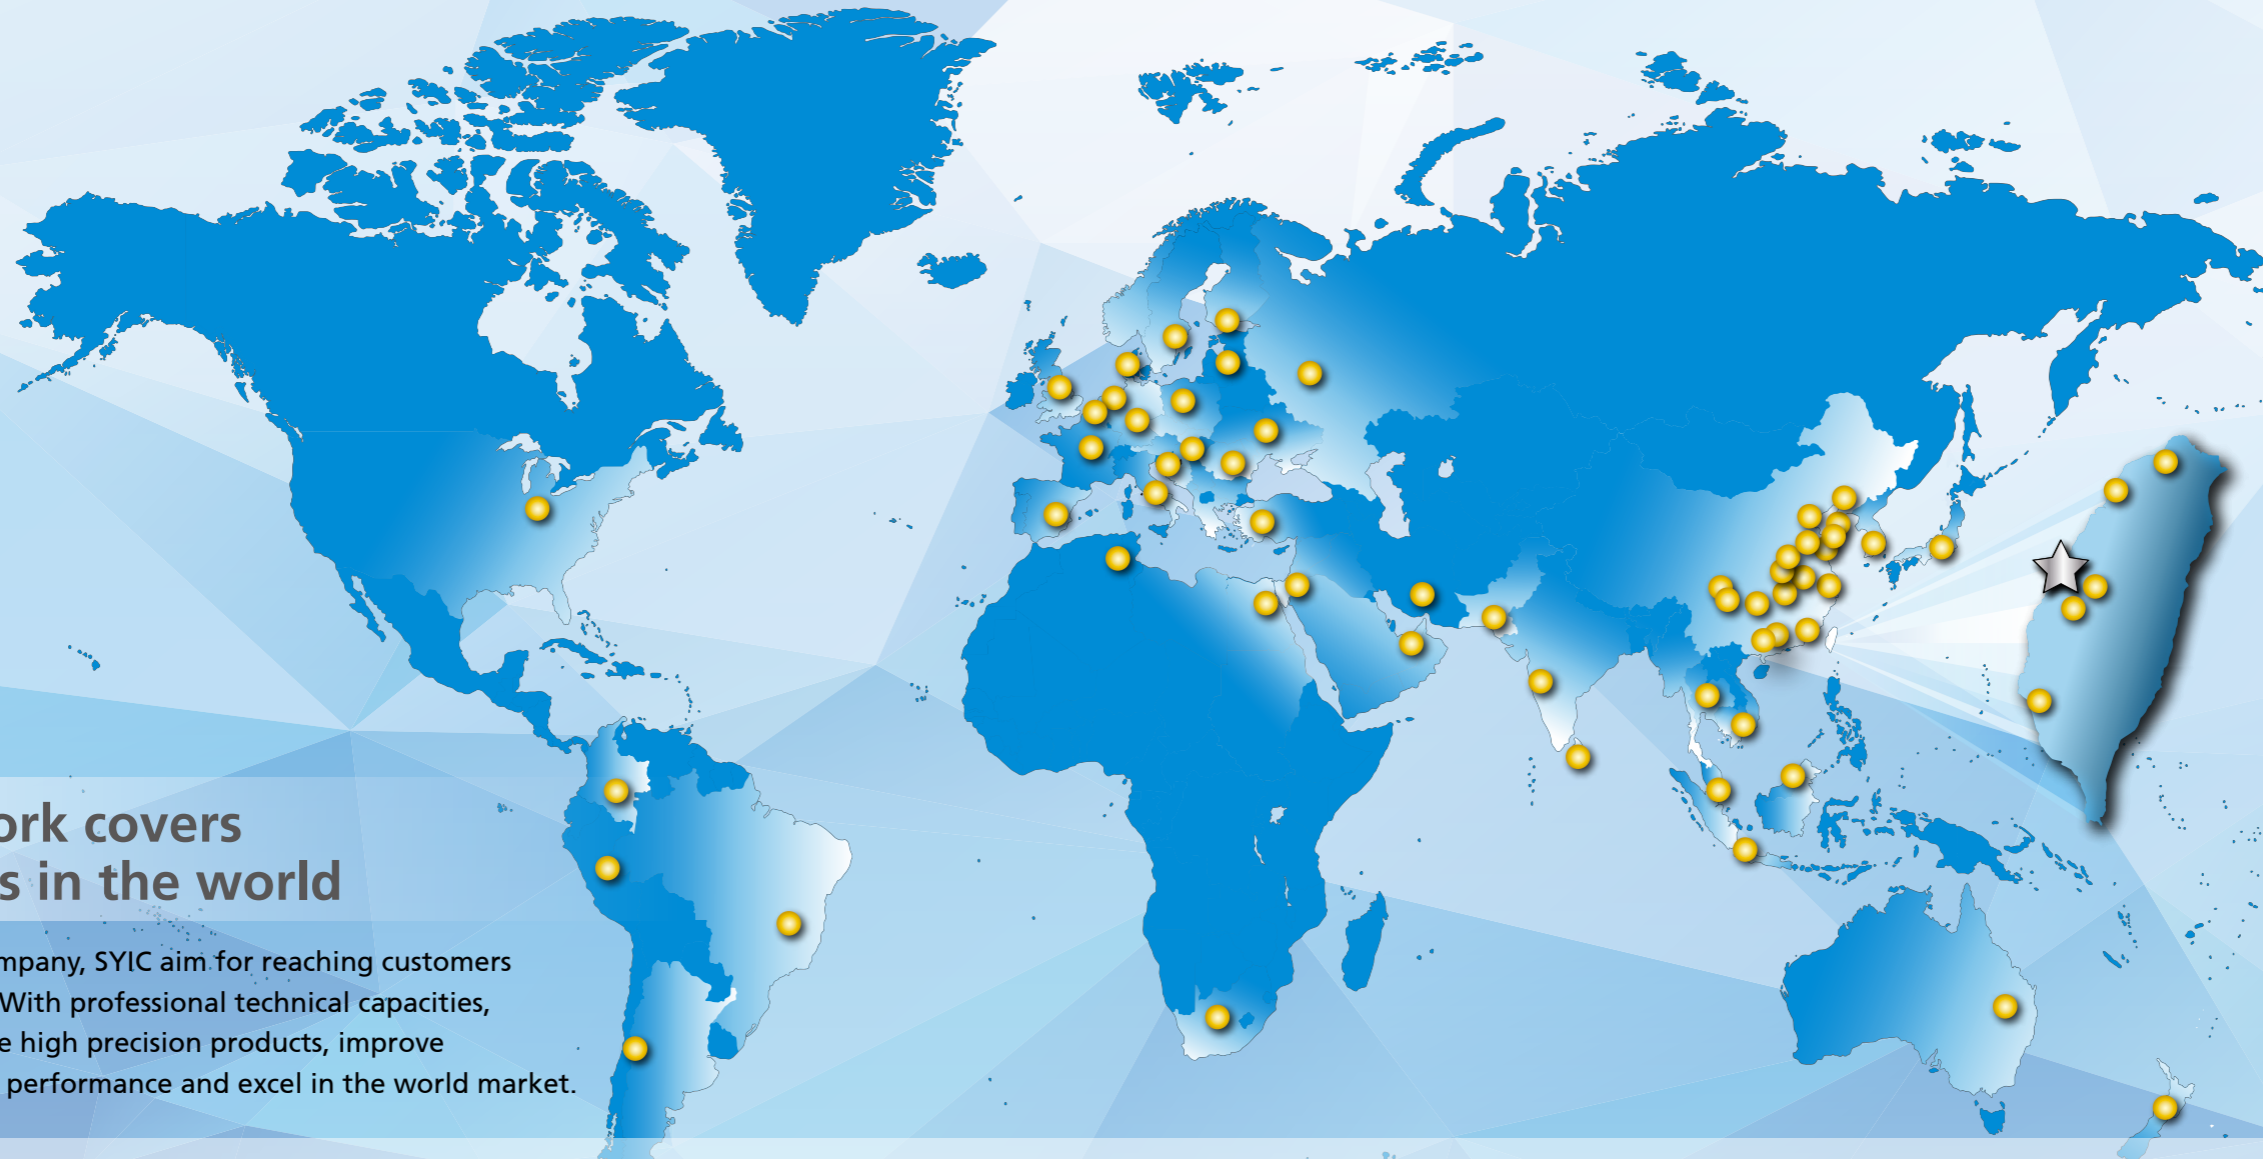 ork covers
s in the world
mpany, SYIC aim for reaching customers
With professional technical capacities,
e high precision products, improve
performance and excel in the world market.